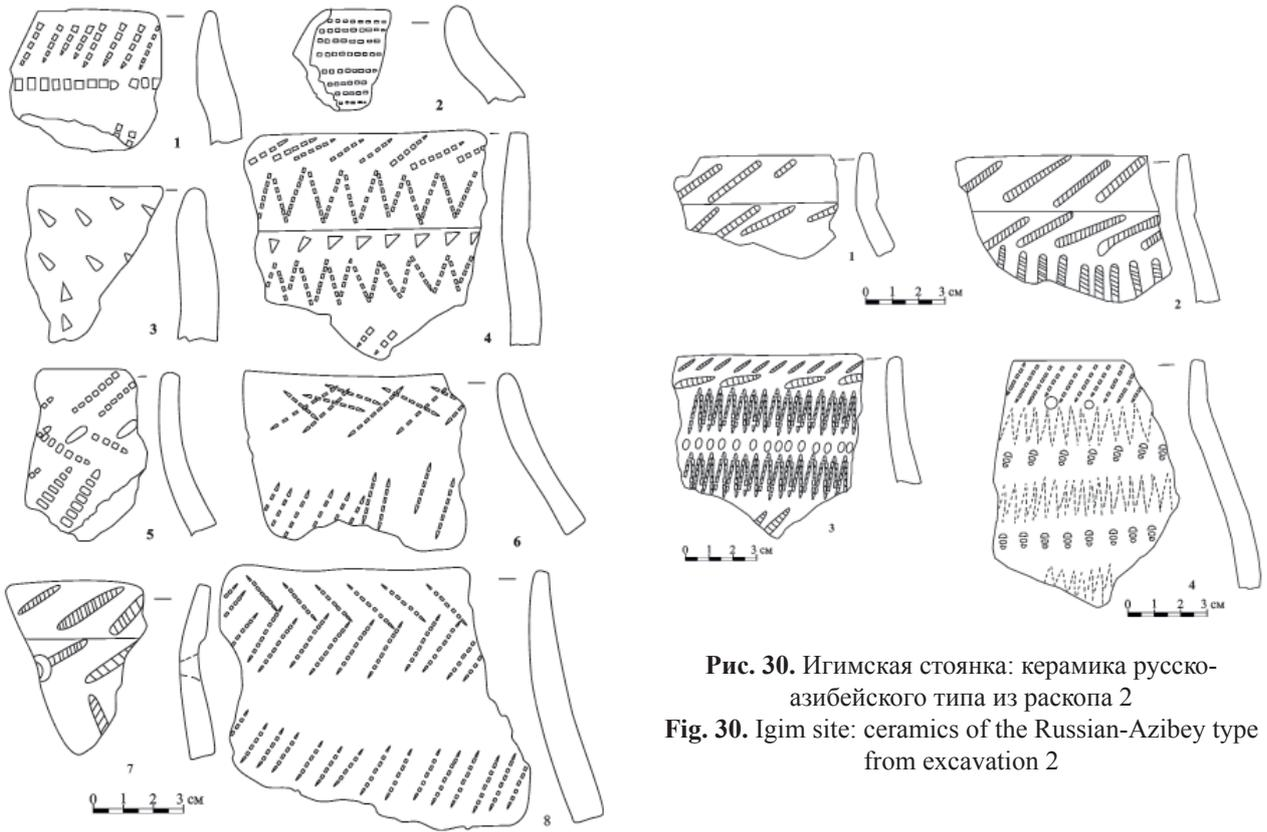 1
2
3
4
5
6
7
0 1 2 3 см
8
1
0 1 2 3 см
2
3
0 1 2 3 см
4
0 1 2 3 см
Рис. 30. Игимская стоянка: керамика русско-
азибейского типа из раскопа 2
Fig. 30. Igim site: ceramics of the Russian-Azibey type
from excavation 2